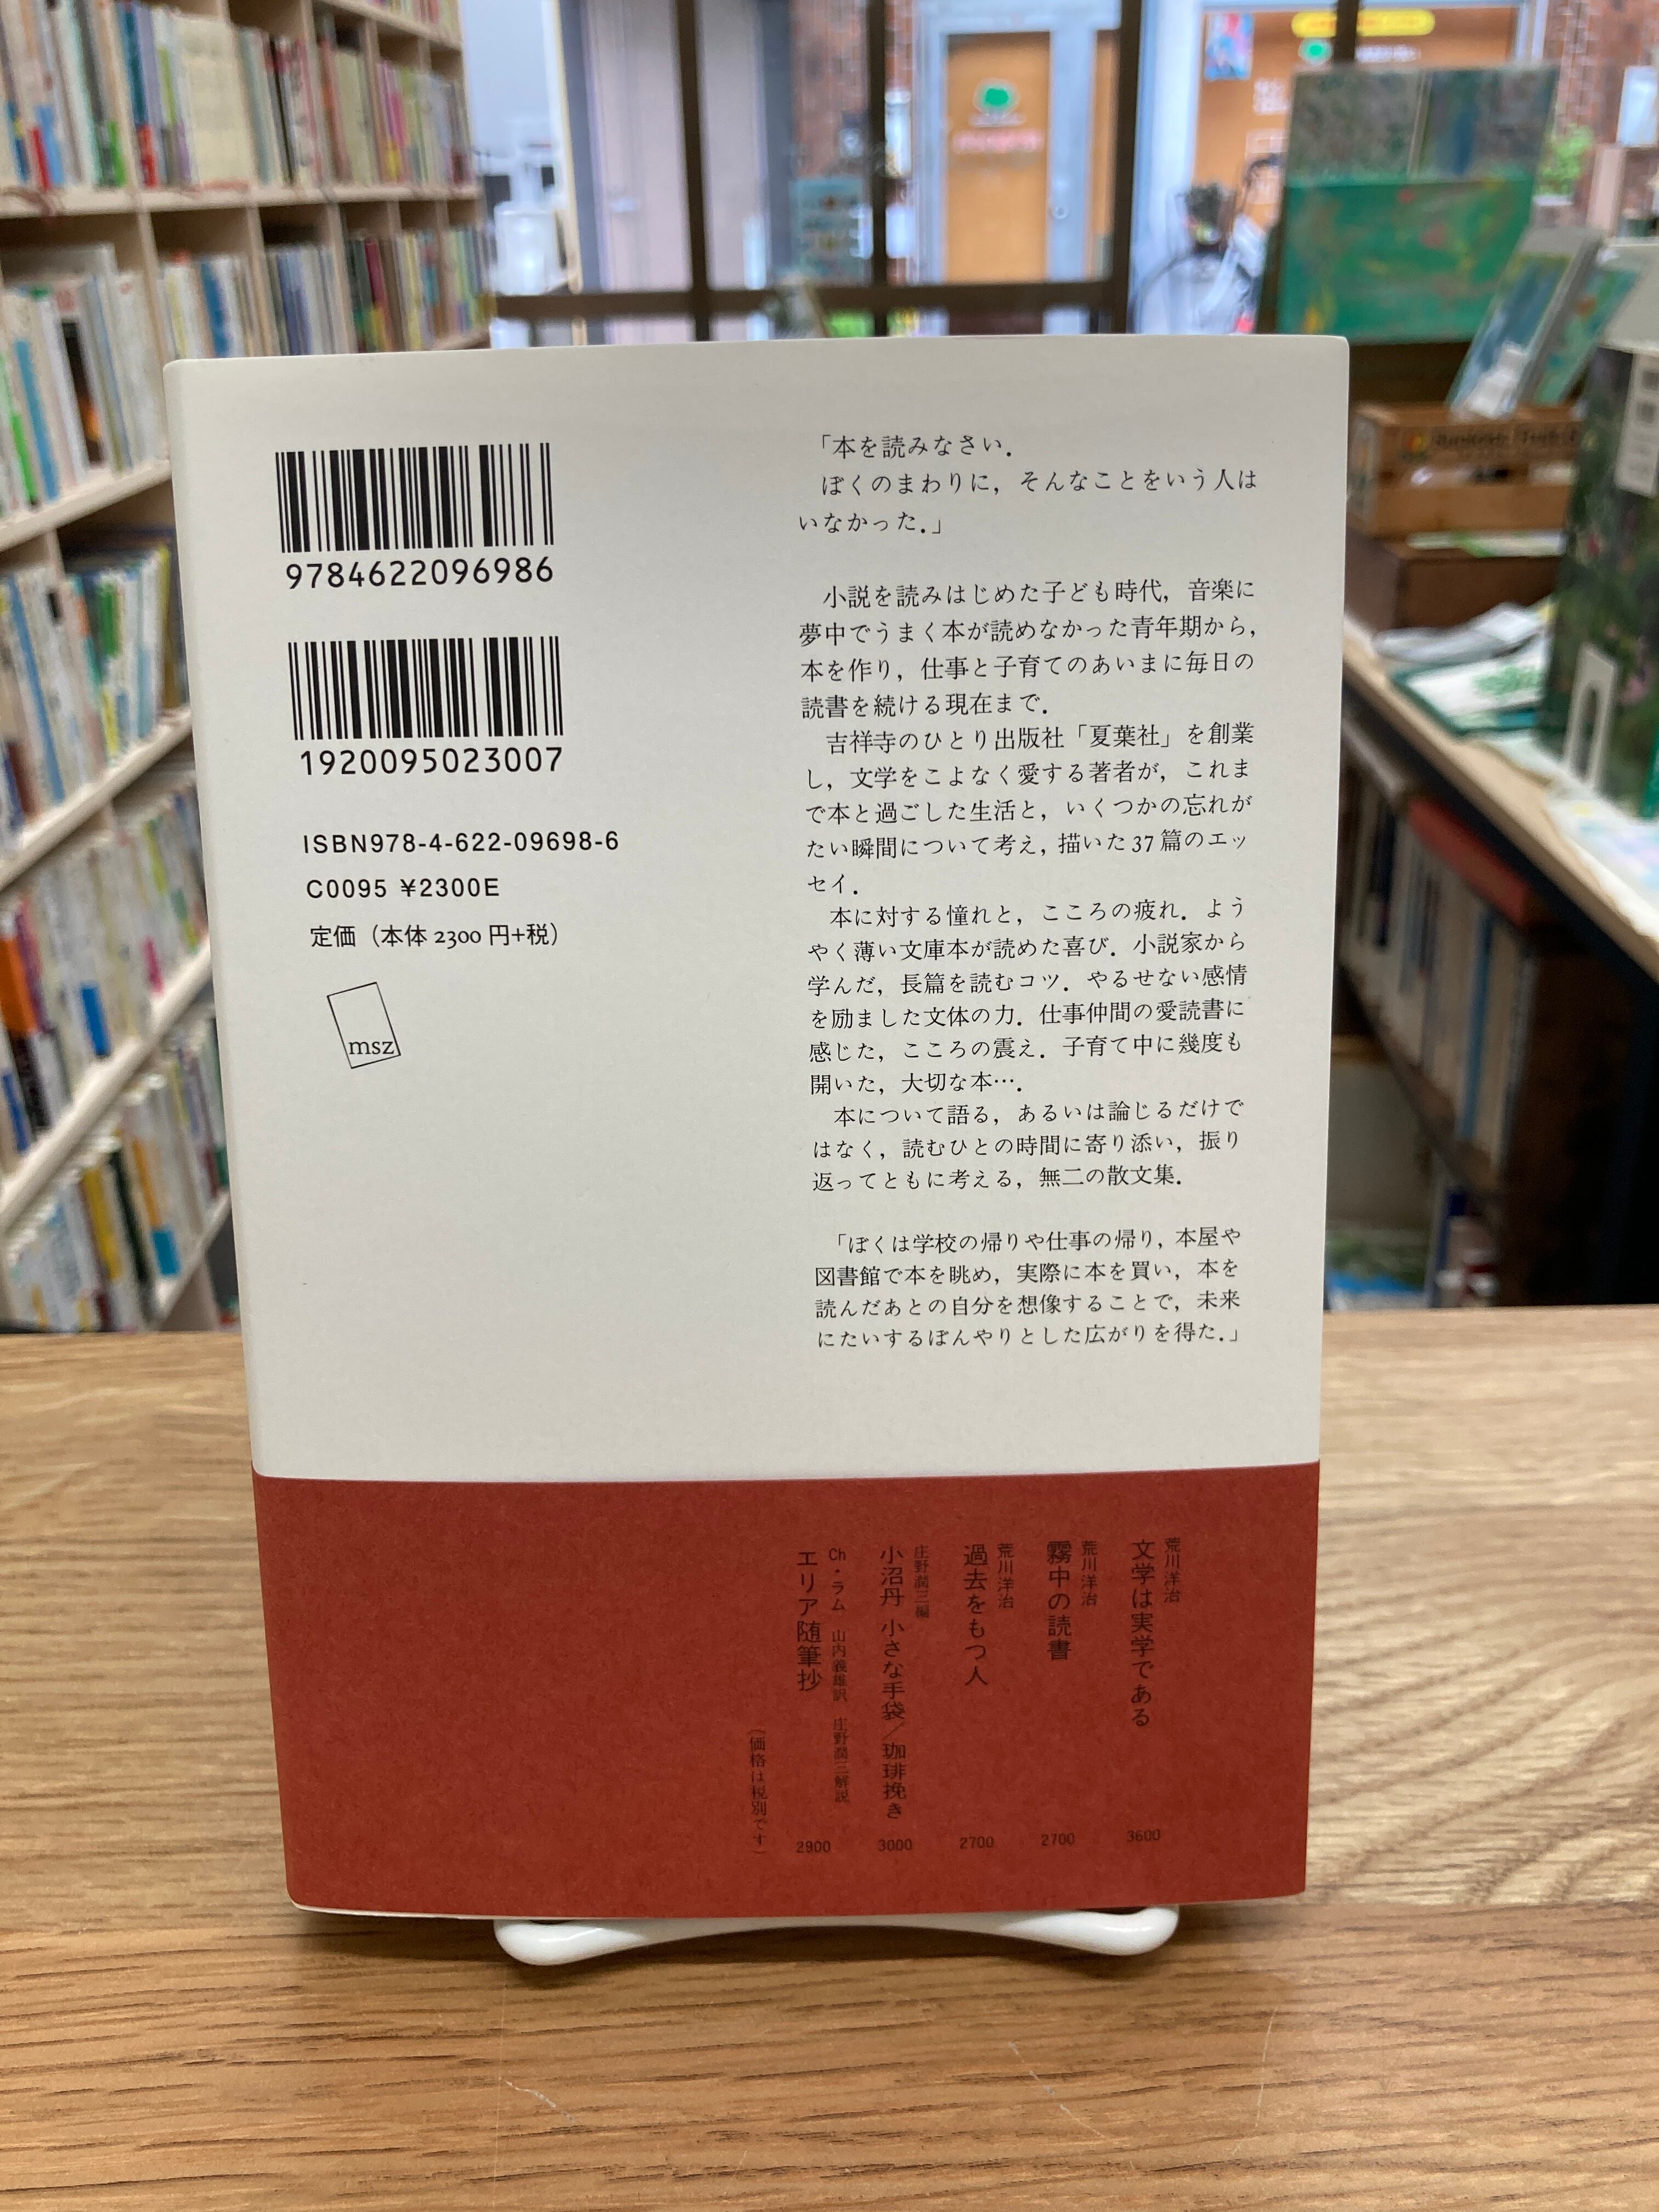 9784622096986
1920095023007
ISBN978-4-622-09698-6
C0095 ¥2300E
定価（本体 2300 円+税）
msz
「本を読みなさい．
ぼくのまわりに，そんなことをいう人は
いなかった．」
小説を読みはじめた子ども時代，音楽に
夢中でうまく本が読めなかった青年期から，
本を作り，仕事と子育てのあいまに毎日の
読書を続ける現在まで．
吉祥寺のひとり出版社「夏葉社」を創業
し，文学をこよなく愛する著者が，これま
で本と過ごした生活と，いくつかの忘れが
たい瞬間について考え，描いた 37 篇のエッ
セイ．
本に対する憧れと，こころの疲れ．よう
やく薄い文庫本が読めた喜び．小説家から
学んだ，長篇を読むコツ．やるせない感情
を励ました文体の力．仕事仲間の愛読書に
感じた，こころの震え．子育て中に幾度も
開いた，大切な本…．
本について語る，あるいは論じるだけで
はなく，読むひとの時間に寄り添い，振り
返ってともに考える，無二の散文集．
「ぼくは学校の帰りや仕事の帰り，本屋や
図書館で本を眺め，実際に本を買い，本を
読んだあとの自分を想像することで，未来
にたいするぼんやりとした広がりを得た．」
荒川洋治
文学は実学である 3600
荒川洋治
霧中の読書 2700
荒川洋治
過去をもつ人 2700
庄野潤三編
小沼丹 小さな手袋／珈琲挽き 3000
Ch・ラム 山内義雄訳 庄野潤三解説
エリア随筆抄 2900
（価格は税別です）